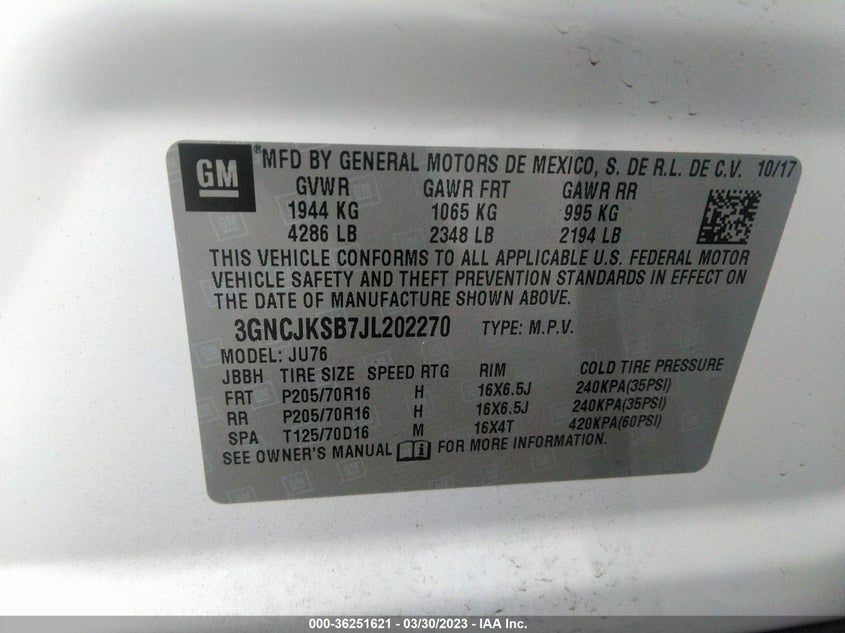 GM ® MFD BY GENERAL MOTORS DE MEXICO, S. DE R.L. DE C.V. 10/17
GVWR GAWR FRT GAWR RR
1944 KG 1065 KG 995 KG
4286 LB 2348 LB 2194 LB
THIS VEHICLE CONFORMS TO ALL APPLICABLE U.S. FEDERAL MOTOR
VEHICLE SAFETY AND THEFT PREVENTION STANDARDS IN EFFECT ON
THE DATE OF MANUFACTURE SHOWN ABOVE.
3GNCJKSB7JL202270 TYPE: M.P.V.
MODEL: JU76
JBBH TIRE SIZE SPEED RTG RIM COLD TIRE PRESSURE
FRT P205/70R16 H 16X6.5J 240KPA(35PSI)
RR P205/70R16 H 16X6.5J 240KPA(35PSI)
SPA T125/70D16 M 16X4T 420KPA(60PSI)
SEE OWNER'S MANUAL FOR MORE INFORMATION.
000-36251621 - 03/30/2023 - IAA Inc.